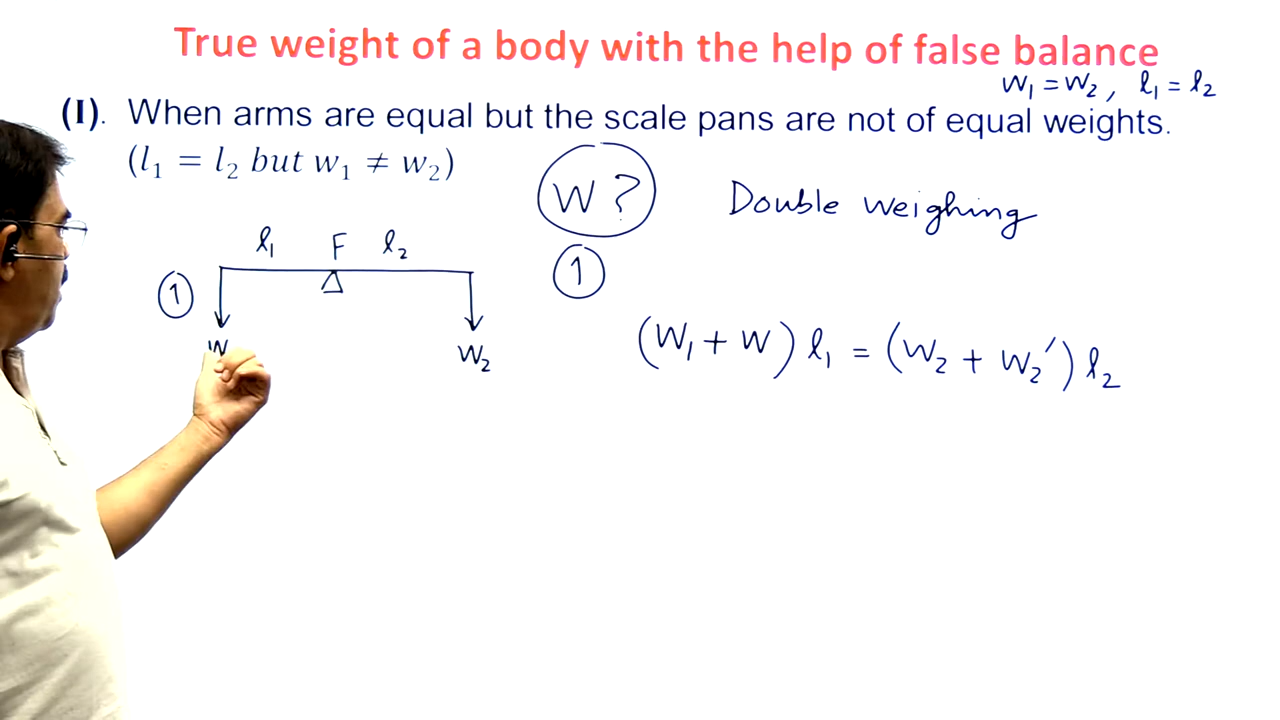 True weight of a body with the help of false balance
W₁ = W₂, l₁ = l₂
(I). When arms are equal but the scale pans are not of equal weights.
(l₁ = l₂ but w₁ ≠ w₂)
W ?
Double weighing
l₁ F l₂
1
1
(W₁ + W) l₁ = (W₂ + W₂′) l₂
W
W₂